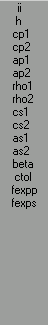 ii
h
cp1
cp2
ap1
ap2
rho1
rho2
cs1
cs2
as1
as2
beta
ctol
fexpp
fexps